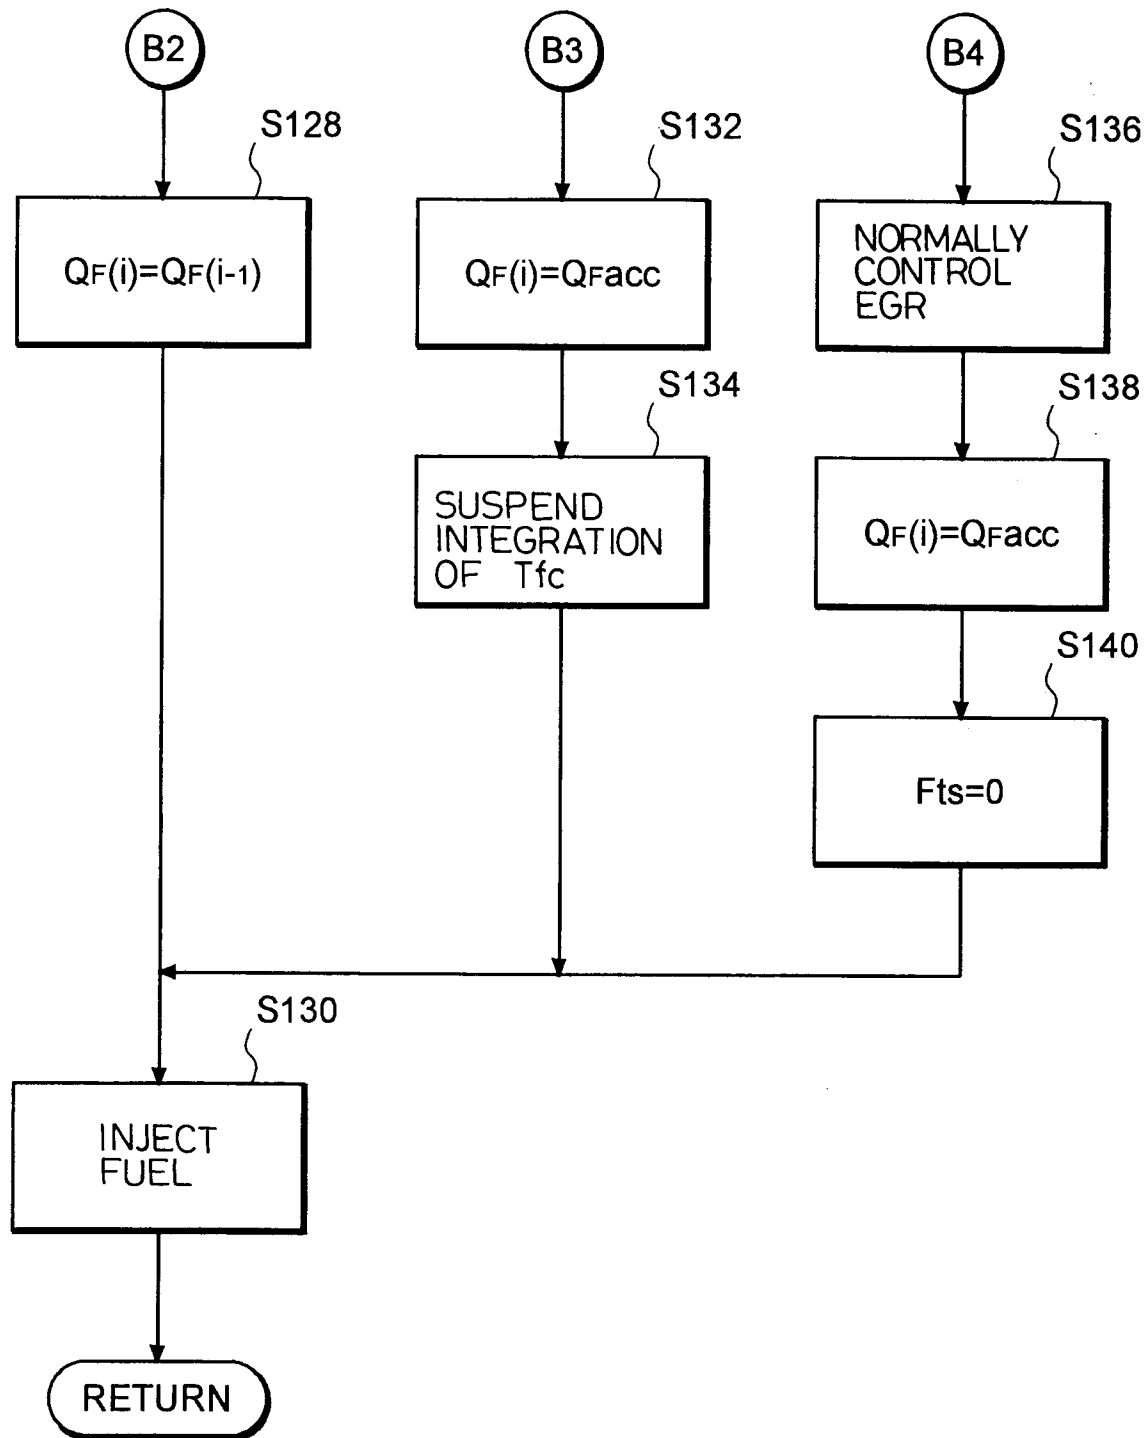 B2
B3
B4
S128
S132
S136
QF(i)=QF(i-1)
QF(i)=QFacc
NORMALLY
CONTROL
EGR
S134
S138
SUSPEND
INTEGRATION
OF Tfc
QF(i)=QFacc
S140
Fts=0
S130
INJECT
FUEL
RETURN